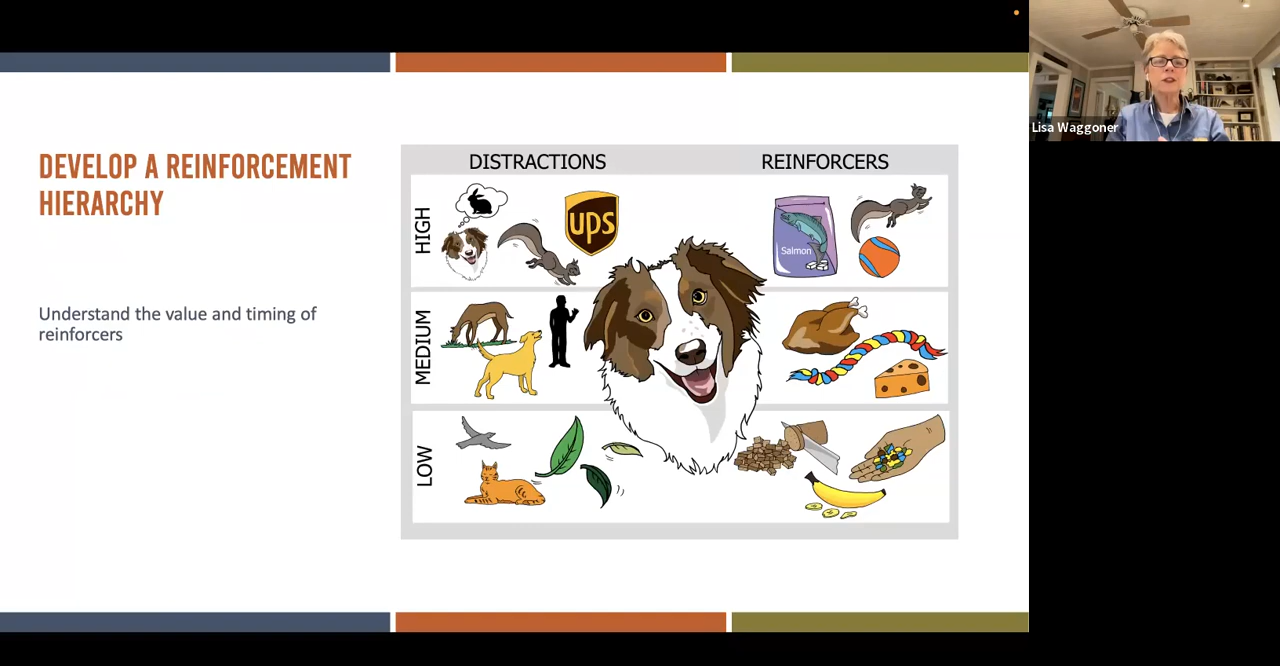 DEVELOP A REINFORCEMENT
HIERARCHY
Understand the value and timing of
reinforcers
DISTRACTIONS
REINFORCERS
HIGH
ups
Salmon
MEDIUM
LOW
Lisa Waggoner